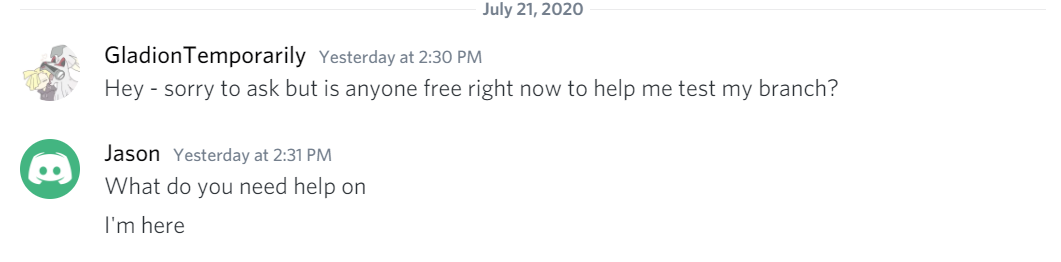 July 21, 2020
GladionTemporarily Yesterday at 2:30 PM
Hey - sorry to ask but is anyone free right now to help me test my branch?
Jason Yesterday at 2:31 PM
What do you need help on
I'm here